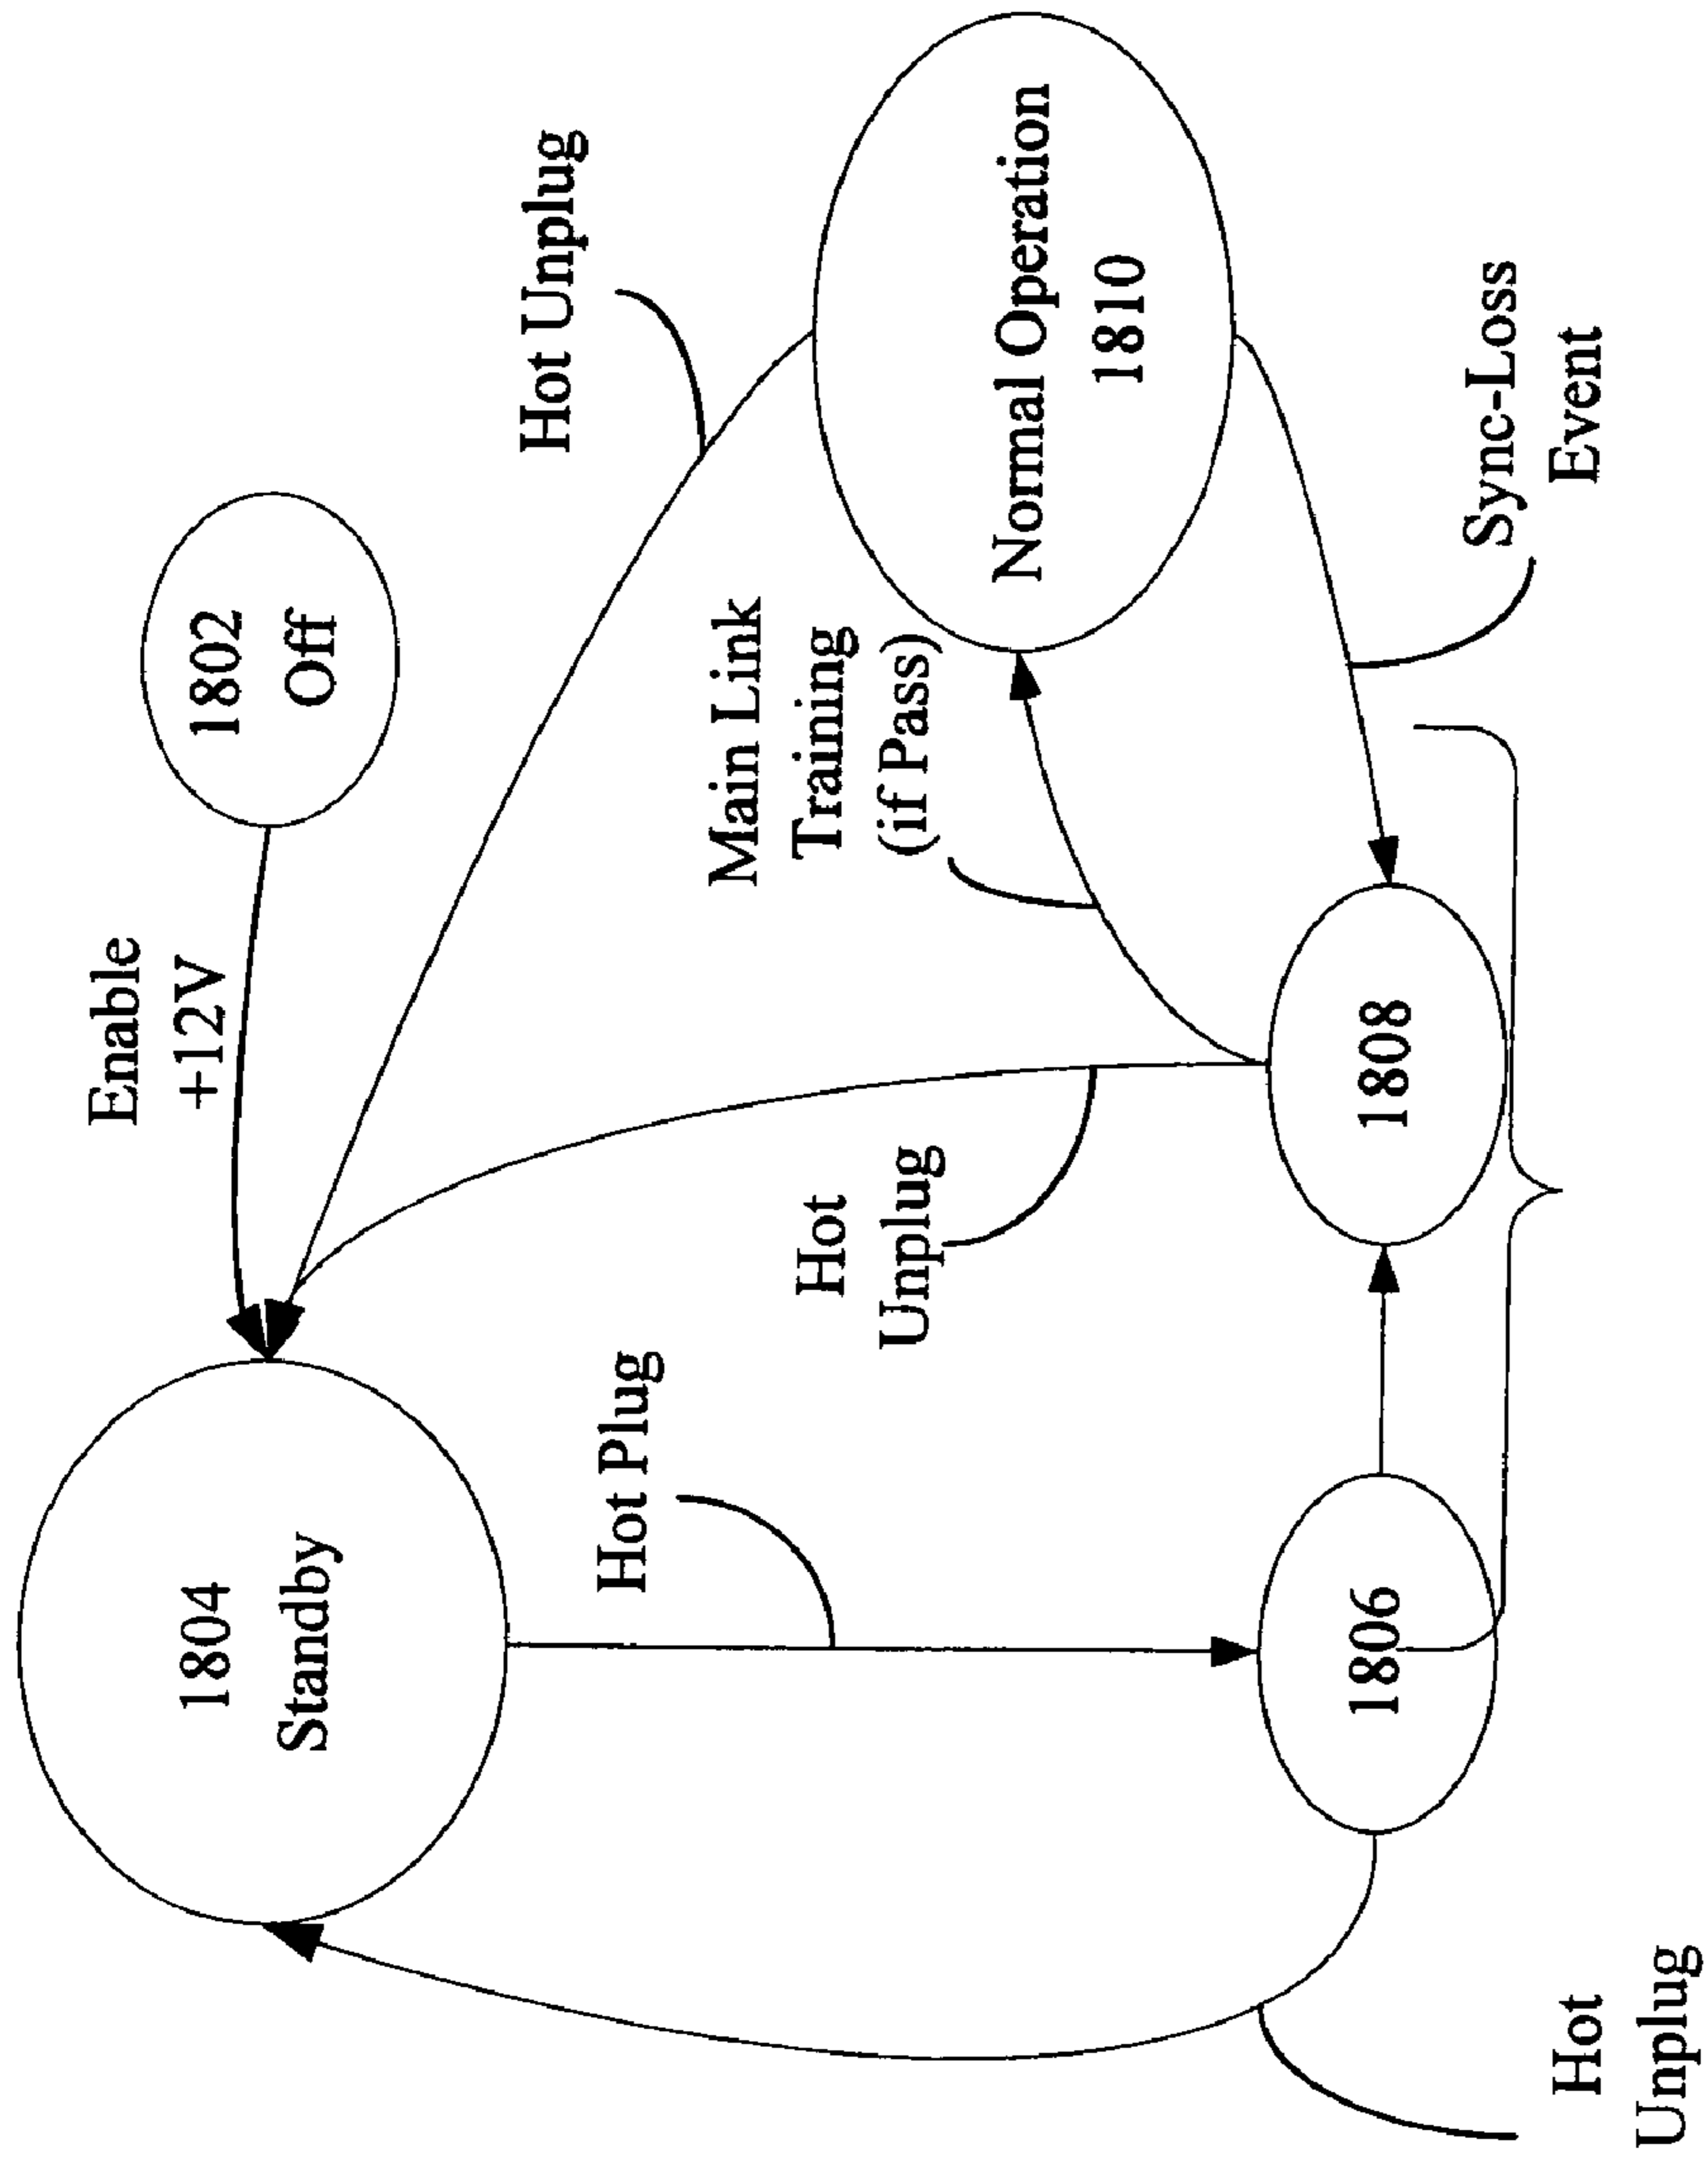 1804
Standby
Enable
+12V
1802
Off
Hot Plug
Hot
Unplug
Main Link
Training
(if Pass)
Hot Unplug
Normal Operation
1810
1806
1808
Sync-Loss
Event
Hot
Unplug